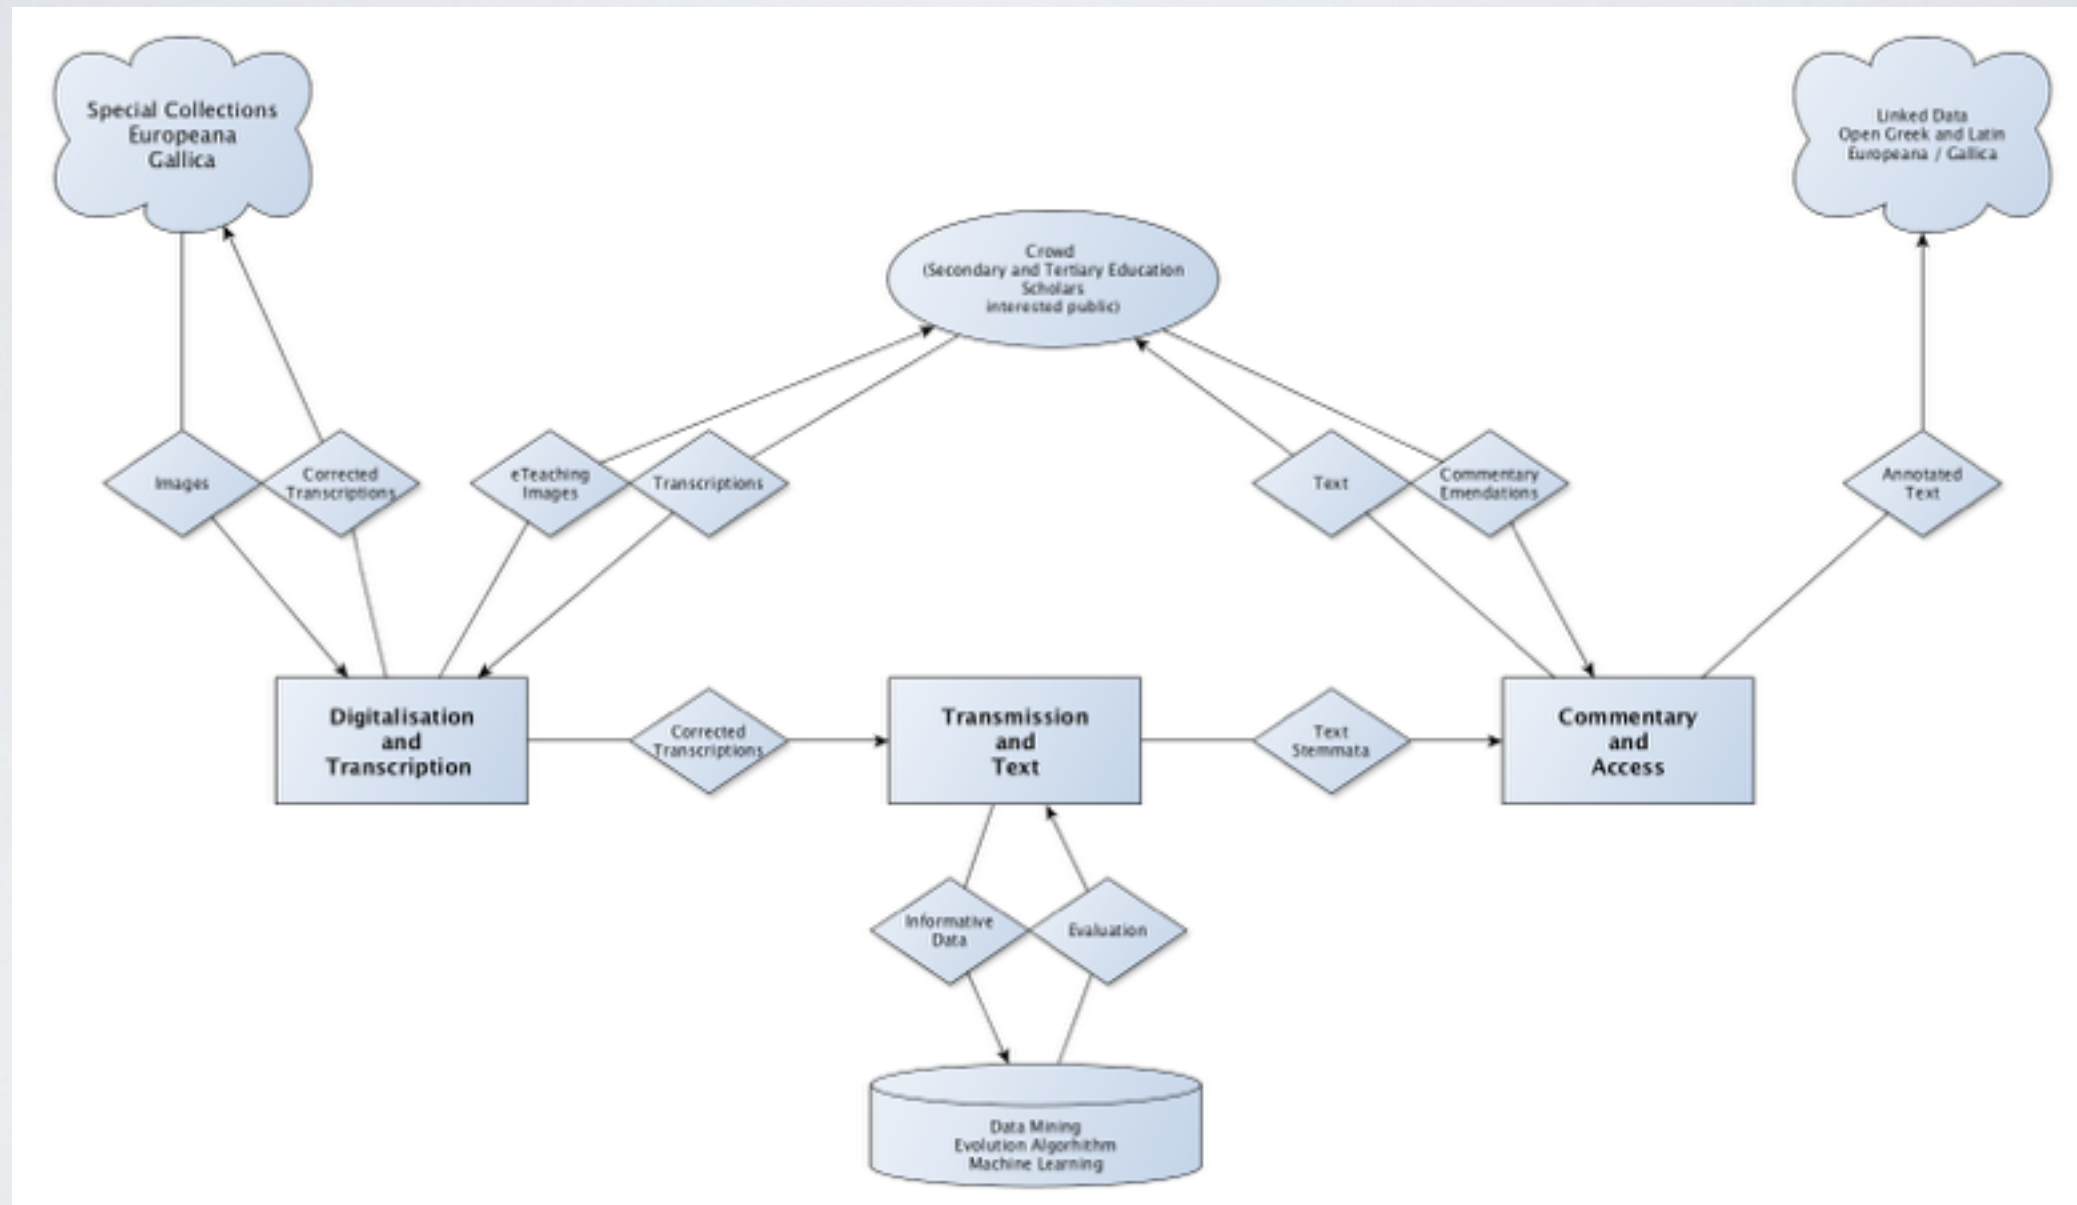 Special Collections
Europeana
Gallica
Linked Data
Open Greek and Latin
Europeana / Gallica
Crowd
(Secondary and Tertiary Education
Scholars
interested public)
Images
Corrected
Transcriptions
eTeaching
Images
Transcriptions
Text
Commentary
Emendations
Annotated
Text
Digitalisation
and
Transcription
Corrected
Transcriptions
Transmission
and
Text
Text
Stemmata
Commentary
and
Access
Informative
Data
Evaluation
Data Mining
Evolution Algorhithm
Machine Learning